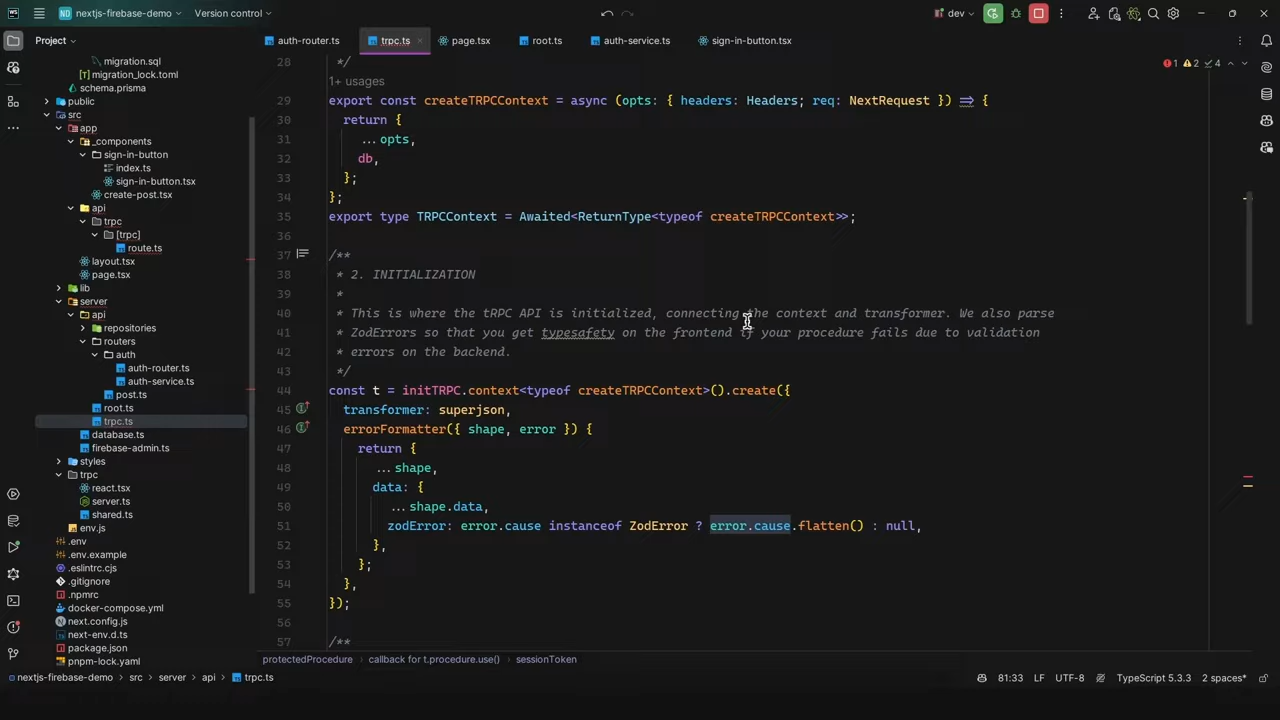 WS
ND
nextjs-firebase-demo
Version control
dev
Project
auth-router.ts
trpc.ts
page.tsx
root.ts
auth-service.ts
sign-in-button.tsx
migration.sql
migration_lock.toml
schema.prisma
public
src
app
_components
sign-in-button
index.ts
sign-in-button.tsx
create-post.tsx
api
trpc
[trpc]
route.ts
layout.tsx
page.tsx
lib
server
api
repositories
routers
auth
auth-router.ts
auth-service.ts
post.ts
root.ts
trpc.ts
database.ts
firebase-admin.ts
styles
trpc
react.tsx
server.ts
shared.ts
env.js
.env
.env.example
.eslintrc.cjs
.gitignore
.npmrc
docker-compose.yml
next.config.js
next-env.d.ts
package.json
pnpm-lock.yaml
1 2 4
28 */
1+ usages
29 export const createTRPCContext = async (opts: { headers: Headers; req: NextRequest }) => {
30 return {
31 ...opts,
32 db,
33 };
34 };
35 export type TRPCContext = Awaited<ReturnType<typeof createTRPCContext>>;
36
37 /**
38 * 2. INITIALIZATION
39 *
40 * This is where the tRPC API is initialized, connecting the context and transformer. We also parse
41 * ZodErrors so that you get typesafety on the frontend if your procedure fails due to validation
42 * errors on the backend.
43 */
44 const t = initTRPC.context<typeof createTRPCContext>().create({
45 transformer: superjson,
46 errorFormatter({ shape, error }) {
47 return {
48 ...shape,
49 data: {
50 ...shape.data,
51 zodError: error.cause instanceof ZodError ? error.cause.flatten() : null,
52 },
53 };
54 },
55 });
56
57 /**
protectedProcedure › callback for t.procedure.use() › sessionToken
nextjs-firebase-demo › src › server › api › trpc.ts
81:33 LF UTF-8 TypeScript 5.3.3 2 spaces*